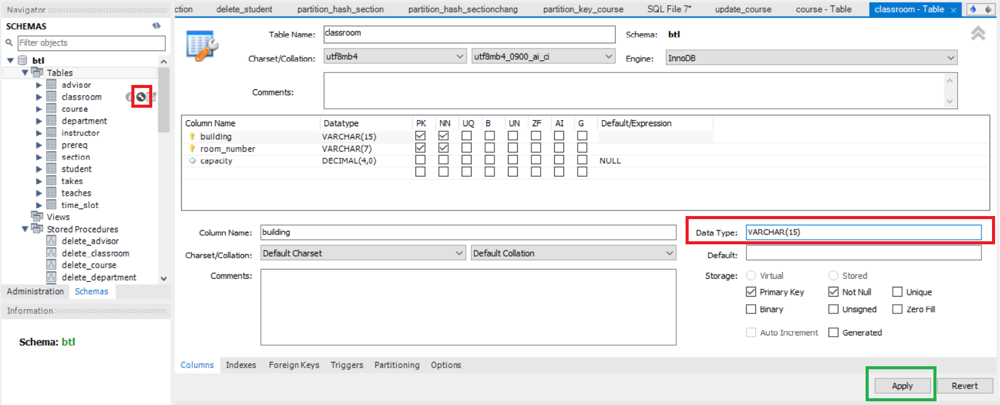 Navigator
SCHEMAS
Filter objects
btl
Tables
advisor
classroom
course
department
instructor
prereq
section
student
takes
teaches
time_slot
Views
Stored Procedures
delete_advisor
delete_classroom
delete_course
delete_department
Administration Schemas
Information
Schema: btl
ction delete_student partition_hash_section partition_hash_sectionchang partition_key_course SQL File 7* update_course course - Table classroom - Table
Table Name: classroom Schema: btl
Charset/Collation: utf8mb4 utf8mb4_0900_ai_ci Engine: InnoDB
Comments:
Column Name Datatype PK NN UQ B UN ZF AI G Default/Expression
building VARCHAR(15)
room_number VARCHAR(7)
capacity DECIMAL(4,0) NULL
Column Name: building Data Type: VARCHAR(15)
Charset/Collation: Default Charset Default Collation Default:
Comments: Storage: Virtual Stored
Primary Key Not Null Unique
Binary Unsigned Zero Fill
Auto Increment Generated
Columns Indexes Foreign Keys Triggers Partitioning Options
Apply Revert